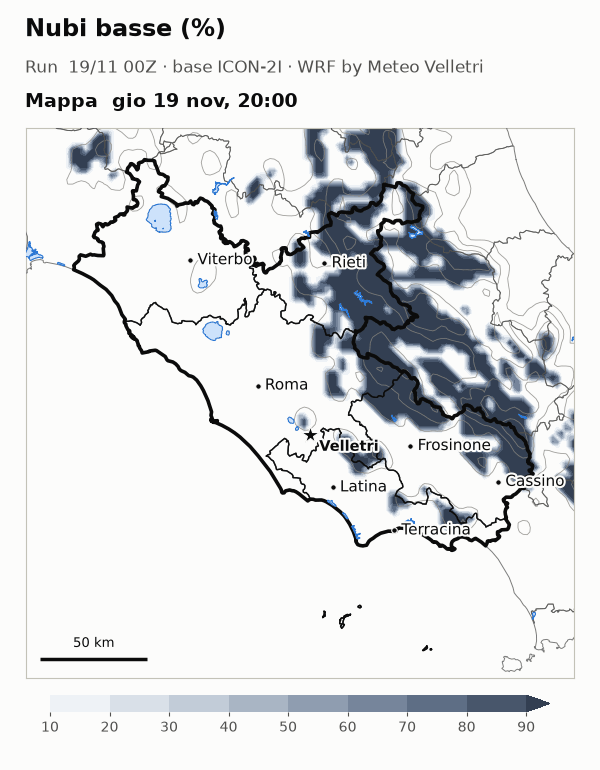 Nubi basse (%)
Run 19/11 00Z · base ICON-2I · WRF by Meteo Velletri
Mappa gio 19 nov, 20:00
Viterbo
Rieti
Roma
Velletri
Frosinone
Latina
Cassino
Terracina
50 km
10 20 30 40 50 60 70 80 90